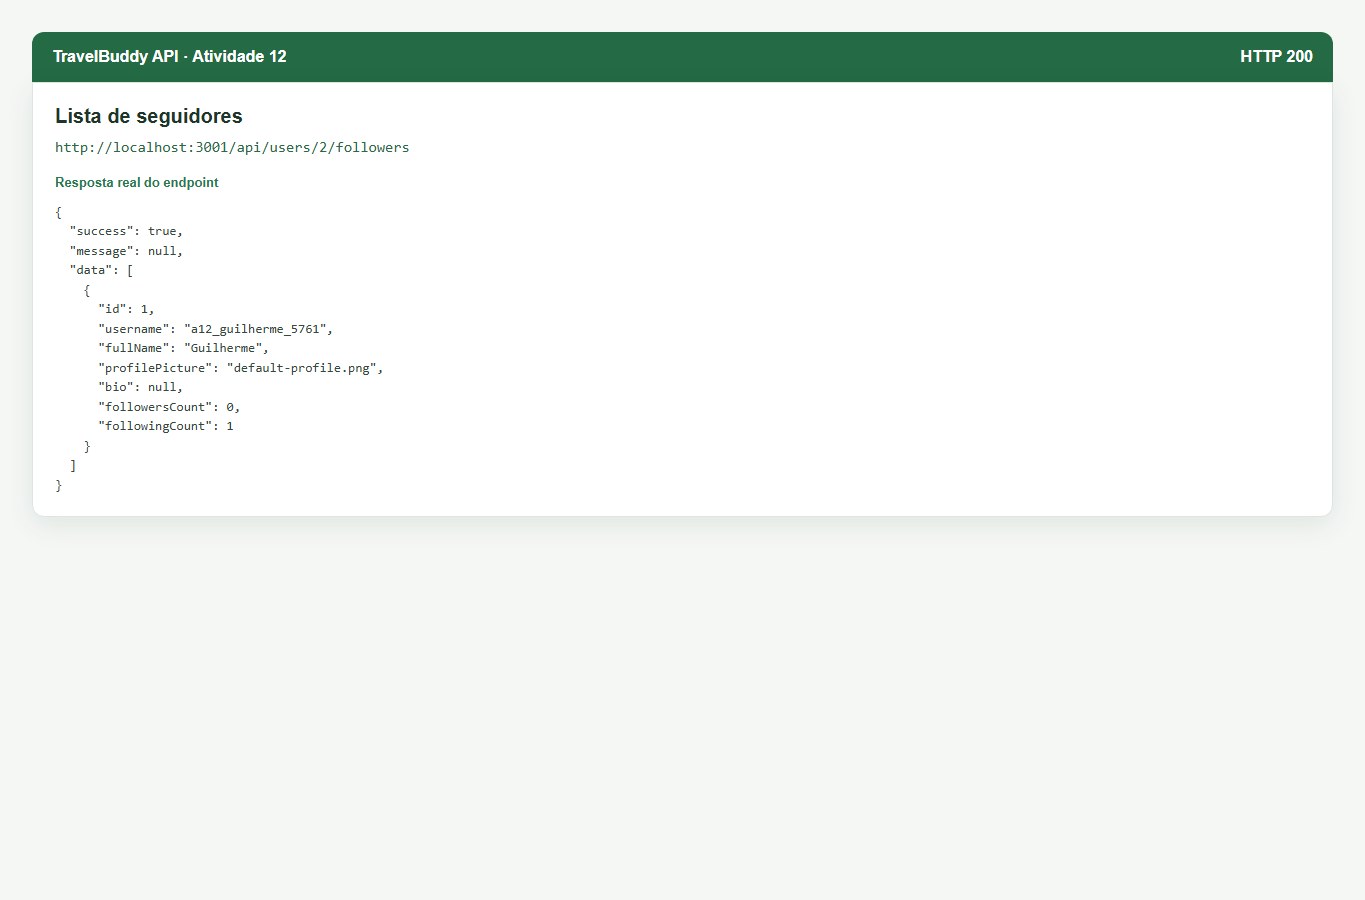 TravelBuddy API · Atividade 12
HTTP 200
Lista de seguidores
http://localhost:3001/api/users/2/followers
Resposta real do endpoint
{
  "success": true,
  "message": null,
  "data": [
    {
      "id": 1,
      "username": "a12_guilherme_5761",
      "fullName": "Guilherme",
      "profilePicture": "default-profile.png",
      "bio": null,
      "followersCount": 0,
      "followingCount": 1
    }
  ]
}